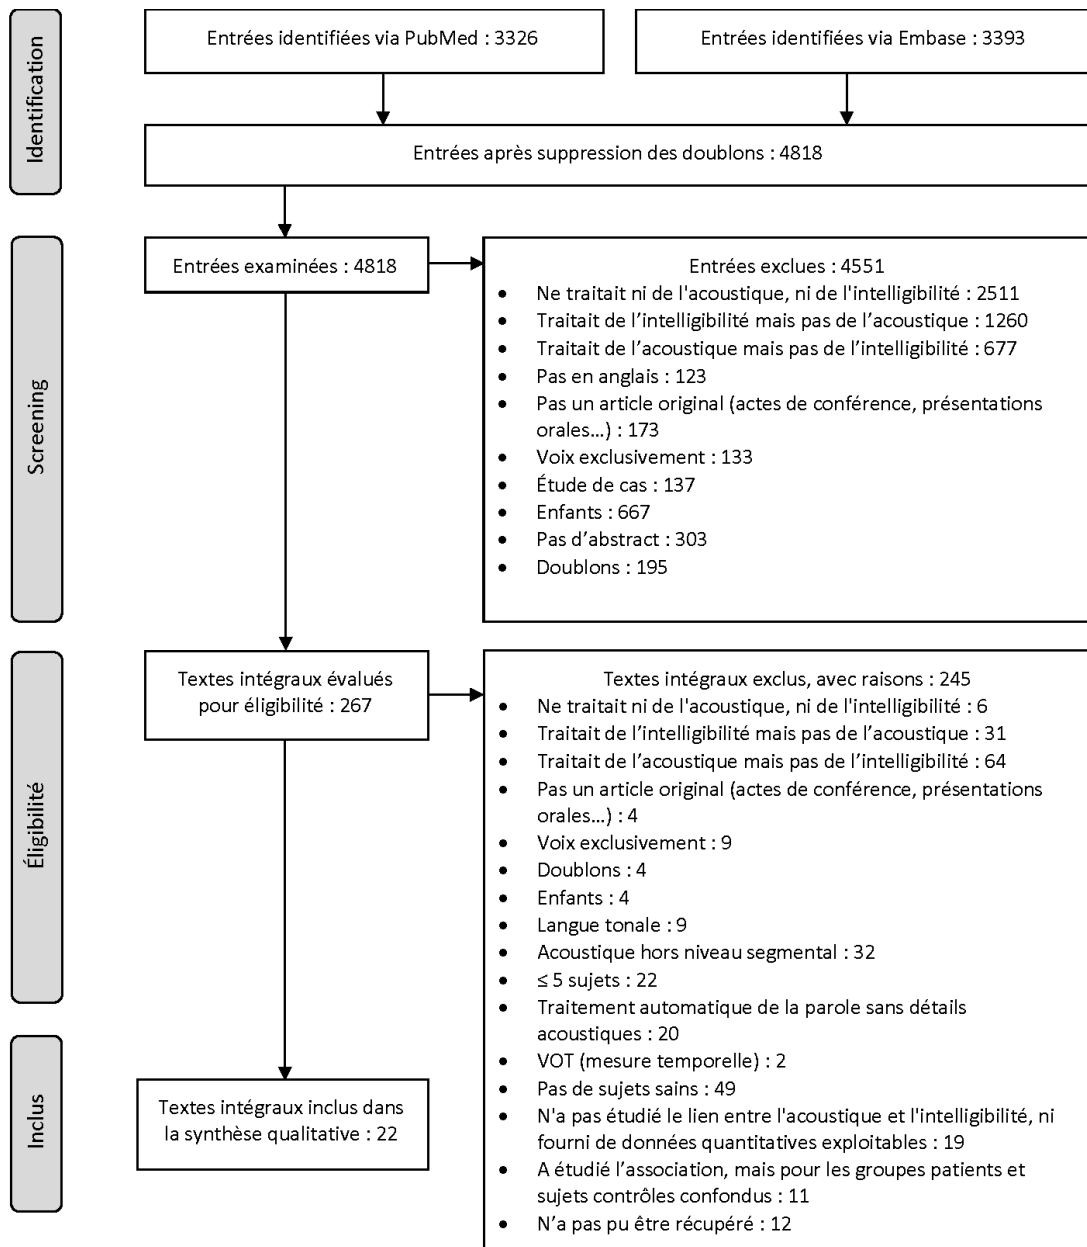 Identification
Entrées identifiées via PubMed : 3326
Entrées identifiées via Embase : 3393
Entrées après suppression des doublons : 4818
Screening
Entrées examinées : 4818
Entrées exclues : 4551
• Ne traitait ni de l'acoustique, ni de l'intelligibilité : 2511
• Traitait de l’intelligibilité mais pas de l’acoustique : 1260
• Traitait de l’acoustique mais pas de l’intelligibilité : 677
• Pas en anglais : 123
• Pas un article original (actes de conférence, présentations
orales…) : 173
• Voix exclusivement : 133
• Étude de cas : 137
• Enfants : 667
• Pas d’abstract : 303
• Doublons : 195
Éligibilité
Textes intégraux évalués
pour éligibilité : 267
Textes intégraux exclus, avec raisons : 245
• Ne traitait ni de l'acoustique, ni de l'intelligibilité : 6
• Traitait de l’intelligibilité mais pas de l’acoustique : 31
• Traitait de l’acoustique mais pas de l’intelligibilité : 64
• Pas un article original (actes de conférence, présentations
orales…) : 4
• Voix exclusivement : 9
• Doublons : 4
• Enfants : 4
• Langue tonale : 9
• Acoustique hors niveau segmental : 32
• ≤ 5 sujets : 22
• Traitement automatique de la parole sans détails
acoustiques : 20
• VOT (mesure temporelle) : 2
• Pas de sujets sains : 49
• N'a pas étudié le lien entre l'acoustique et l'intelligibilité, ni
fourni de données quantitatives exploitables : 19
• A étudié l’association, mais pour les groupes patients et
sujets contrôles confondus : 11
• N’a pas pu être récupéré : 12
Inclus
Textes intégraux inclus dans
la synthèse qualitative : 22